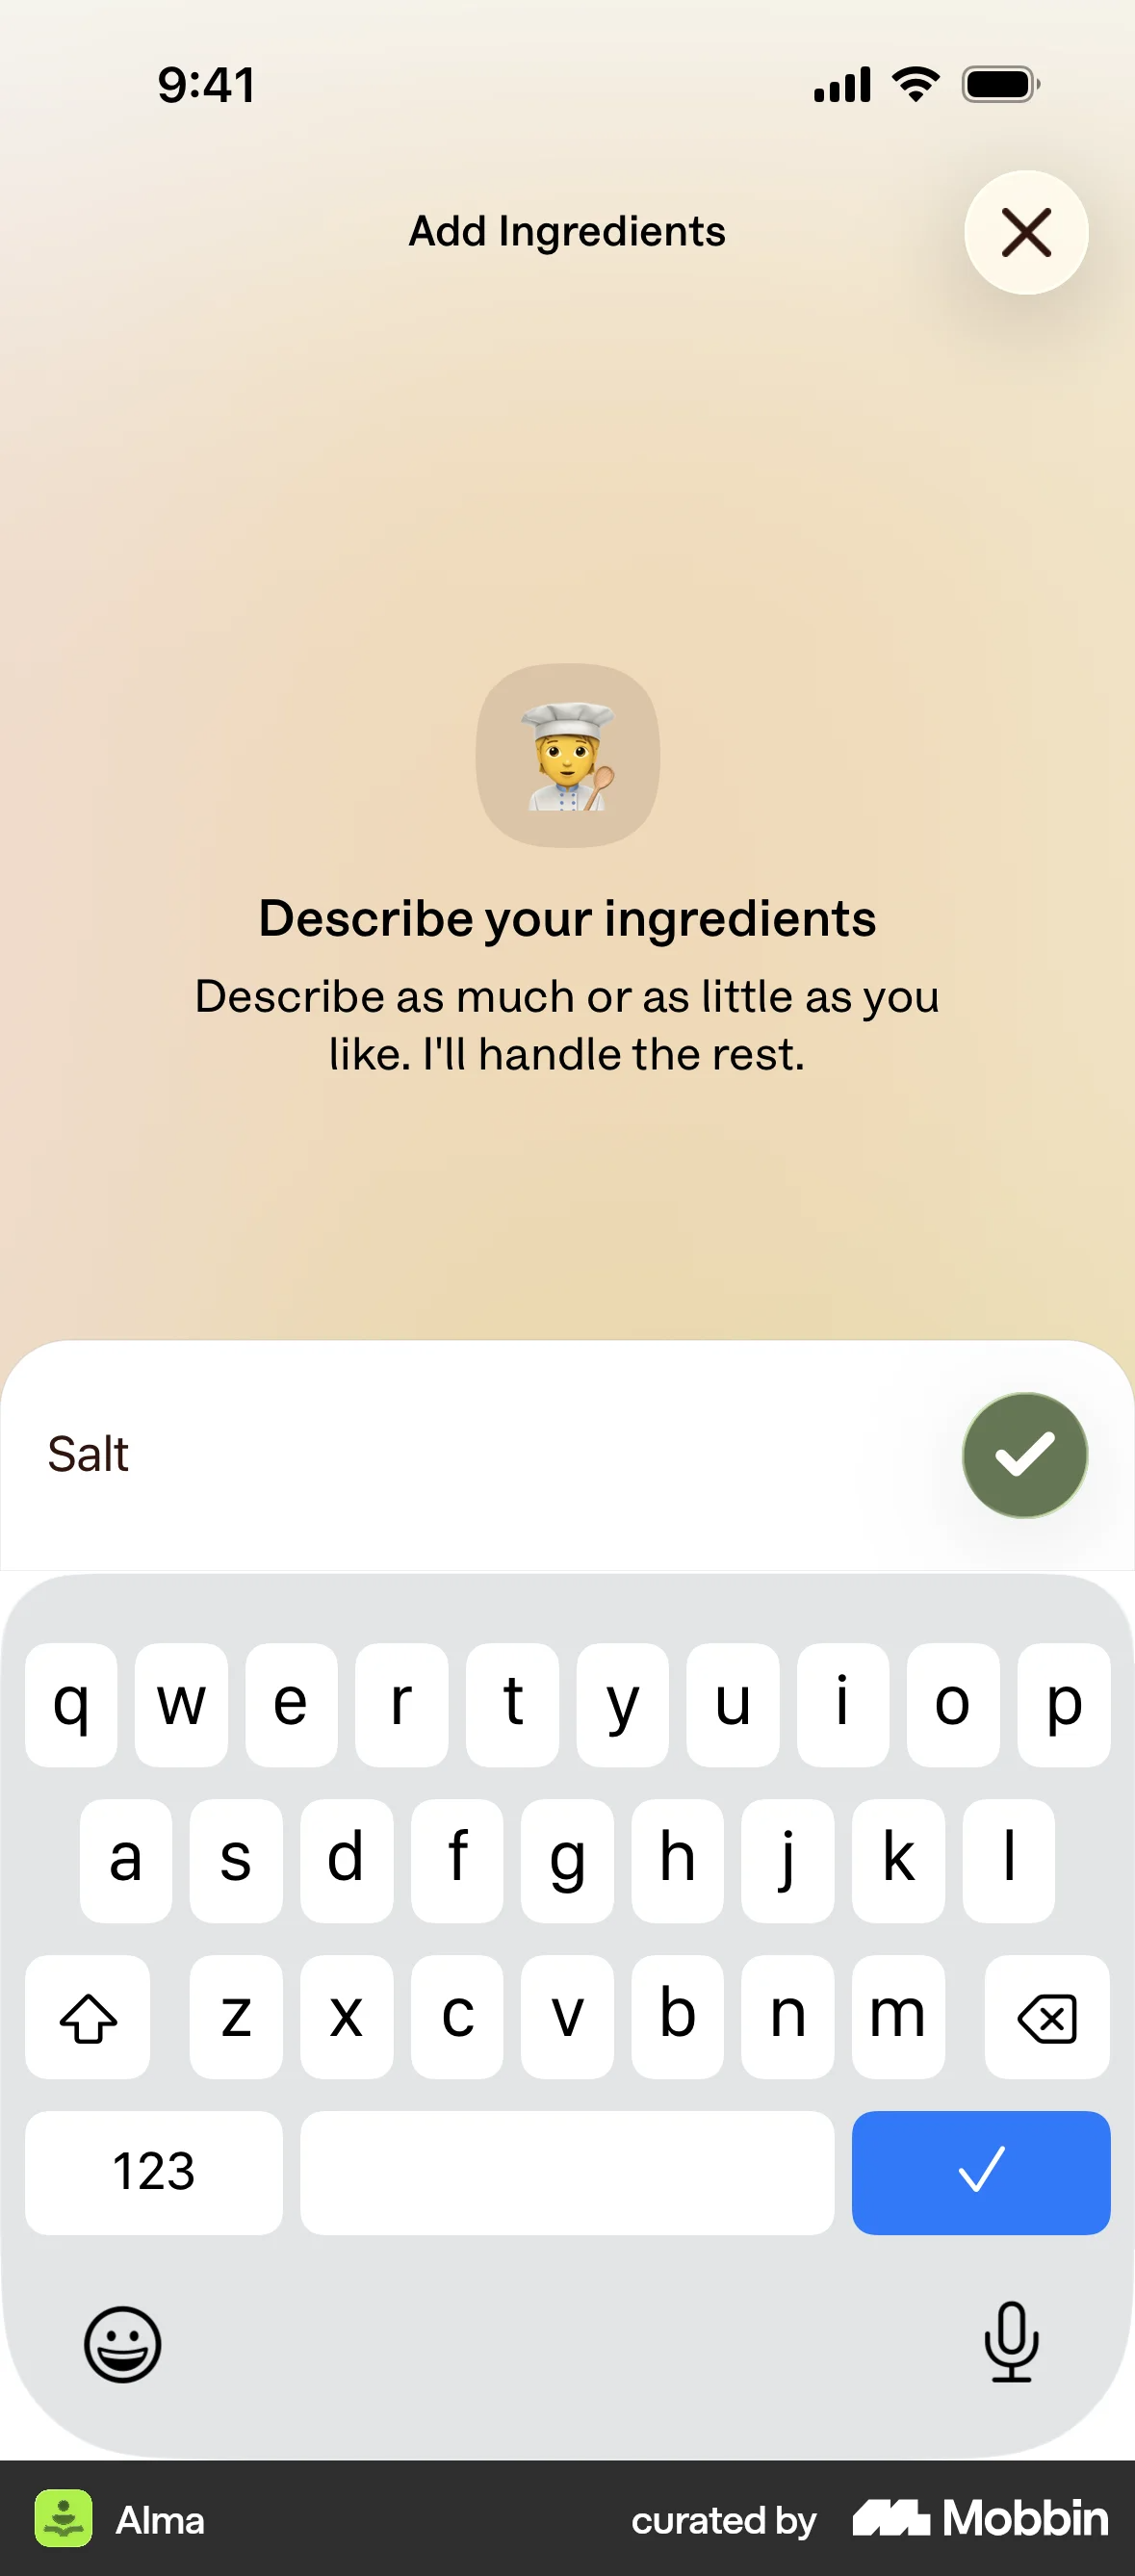 9:41
Add Ingredients
Describe your ingredients
Describe as much or as little as you
like. I'll handle the rest.
Salt
q w e r t y u i o p
a s d f g h j k l
z x c v b n m
123
Alma curated by Mobbin